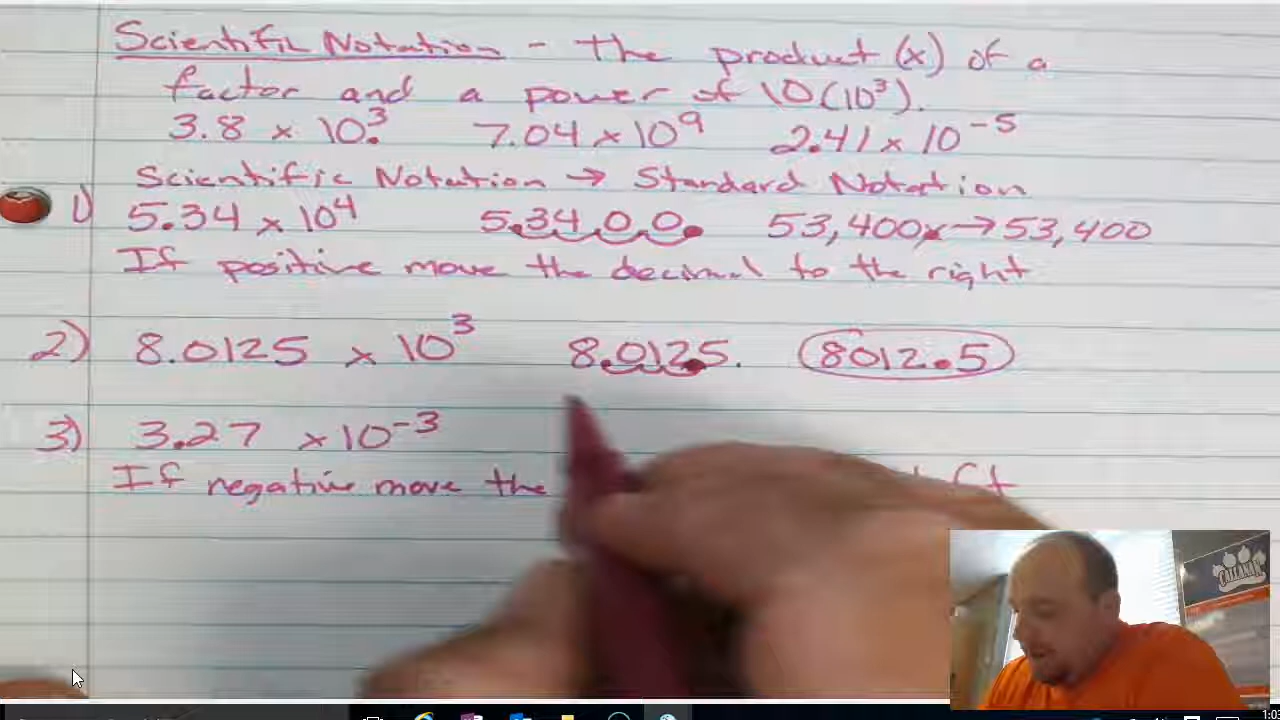 Scientific Notation - the product (x) of a
factor and a power of 10 (10³).
3.8 x 10³ 7.04 x 10⁹ 2.41 x 10⁻⁵
Scientific Notation → Standard Notation
1) 5.34 x 10⁴ 5.3400. 53,400. → 53,400
If positive move the decimal to the right
2) 8.0125 x 10³ 8.0125. 8012.5
3) 3.27 x 10⁻³
If negative move the
CALLANAN